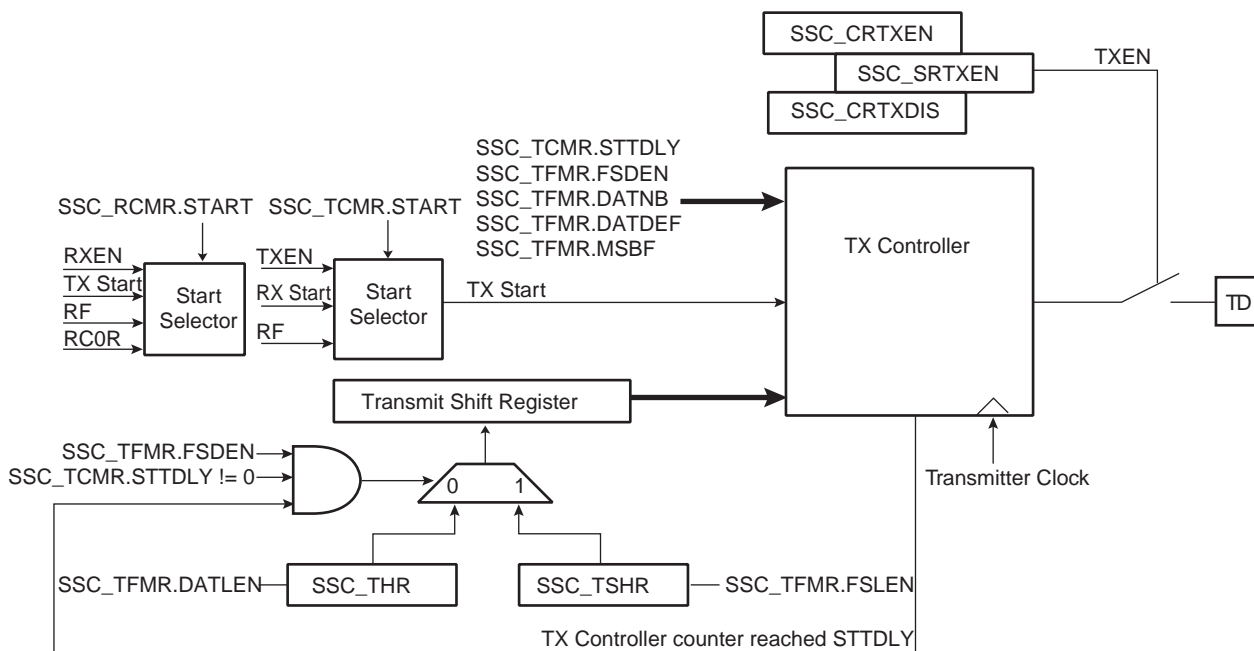 SSC_CRTXEN
SSC_SRTXEN
TXEN
SSC_CRTXDIS
SSC_TCMR.STTDLY
SSC_TFMR.FSDEN
SSC_TFMR.DATNB
SSC_TFMR.DATDEF
SSC_TFMR.MSBF
SSC_RCMR.START
SSC_TCMR.START
RXEN
TX Start
RF
RC0R
Start
Selector
TXEN
RX Start
RF
Start
Selector
TX Start
TX Controller
TD
Transmit Shift Register
SSC_TFMR.FSDEN
SSC_TCMR.STTDLY != 0
0
1
Transmitter Clock
SSC_TFMR.DATLEN
SSC_THR
SSC_TSHR
SSC_TFMR.FSLEN
TX Controller counter reached STTDLY